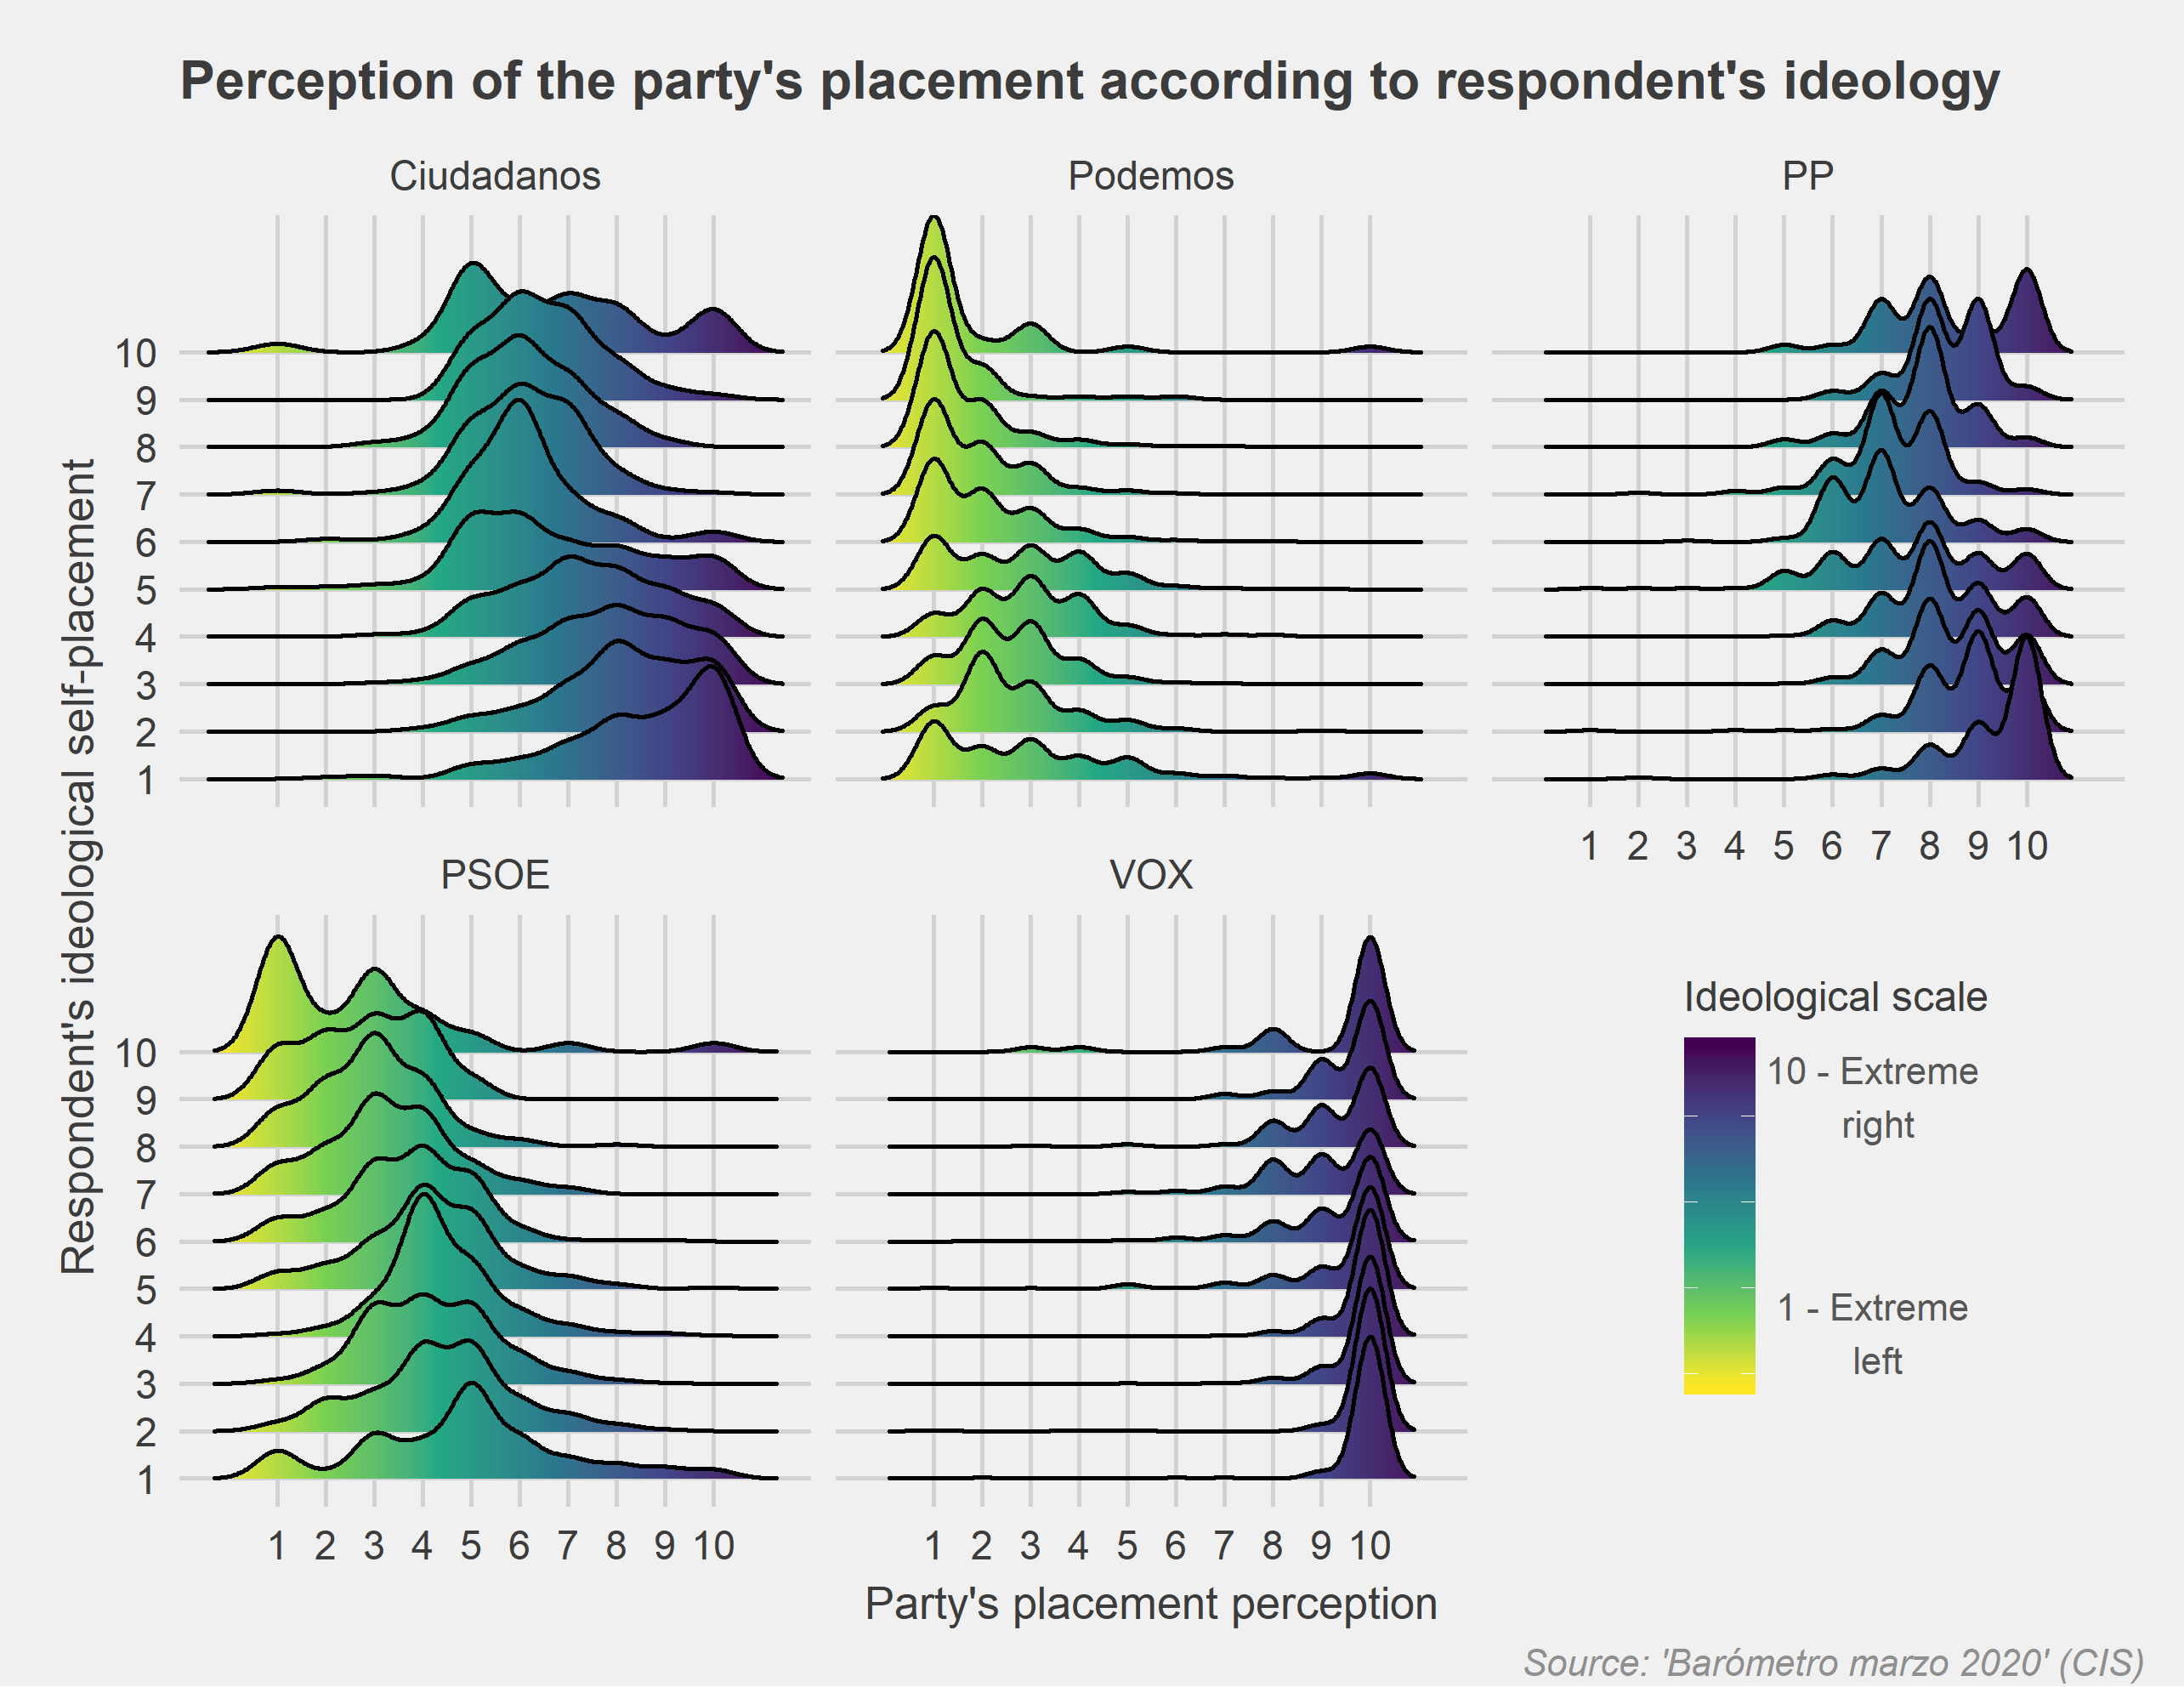 Perception of the party's placement according to respondent's ideology
Ciudadanos
Podemos
PP
Respondent's ideological self-placement
10
9
8
7
6
5
4
3
2
1
1 2 3 4 5 6 7 8 9 10
PSOE
VOX
10
9
8
7
6
5
4
3
2
1
1 2 3 4 5 6 7 8 9 10
1 2 3 4 5 6 7 8 9 10
Ideological scale
10 - Extreme
right
1 - Extreme
left
Party's placement perception
Source: 'Barómetro marzo 2020' (CIS)